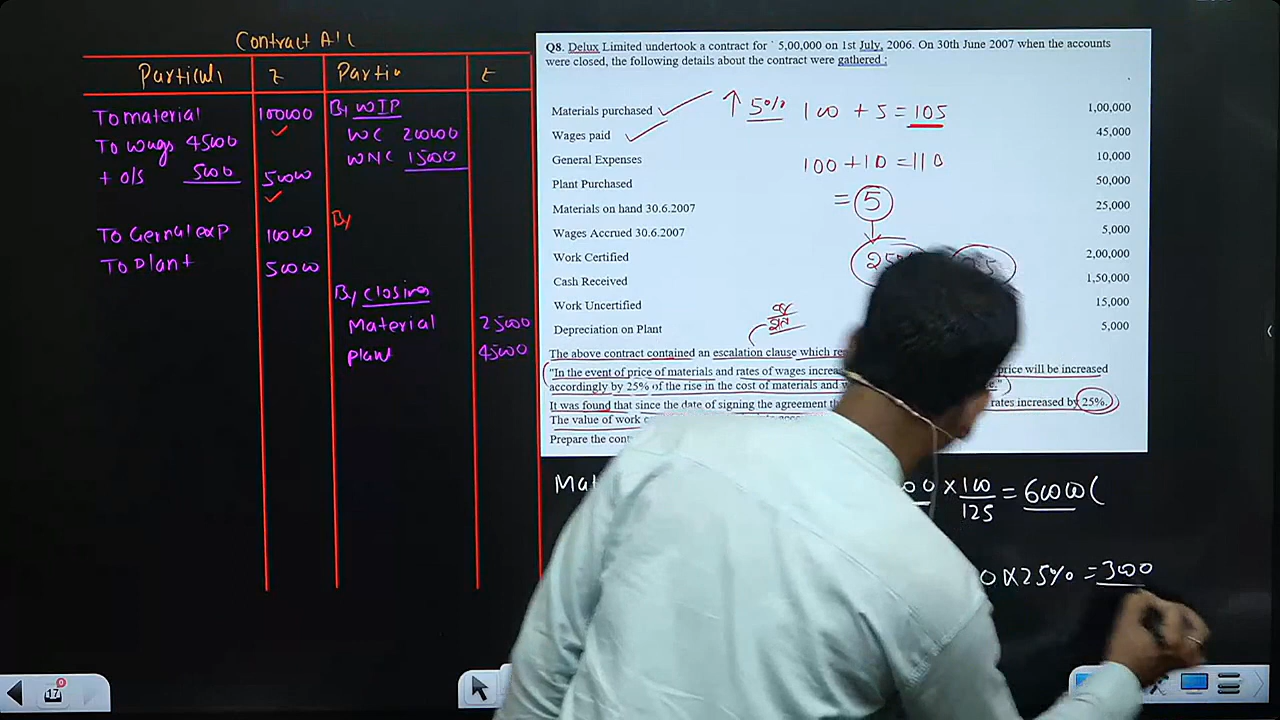 Contract A/C
Particul ₹ Partic ₹
To material 100000 By WIP
WC 200000
To wages 45000
WNC 15000
+ o/s 5000 50000
By
To Gernal exp 10000
To Plant 50000
By closing
Material 25000
plant 45000
Q8. Delux Limited undertook a contract for ` 5,00,000 on 1st July, 2006. On 30th June 2007 when the accounts
were closed, the following details about the contract were gathered :
Materials purchased 1,00,000
↑ 5% 100 + 5 = 105
Wages paid 45,000
General Expenses 10,000
100 + 10 = 110
Plant Purchased 50,000
= 5
Materials on hand 30.6.2007 25,000
Wages Accrued 30.6.2007 5,000
Work Certified 2,00,000
Cash Received 1,50,000
Work Uncertified 15,000
Depreciation on Plant 5,000
The above contract contained an escalation clause which
"In the event of price of materials and rates of wages price will be increased
accordingly by 25% of the rise in the cost of materials and
It was found that since the date of signing the agreement rates increased by 25%.
The value of work
Prepare the
× 100/125 = 60000 (
0 × 25% = 3000
17
0